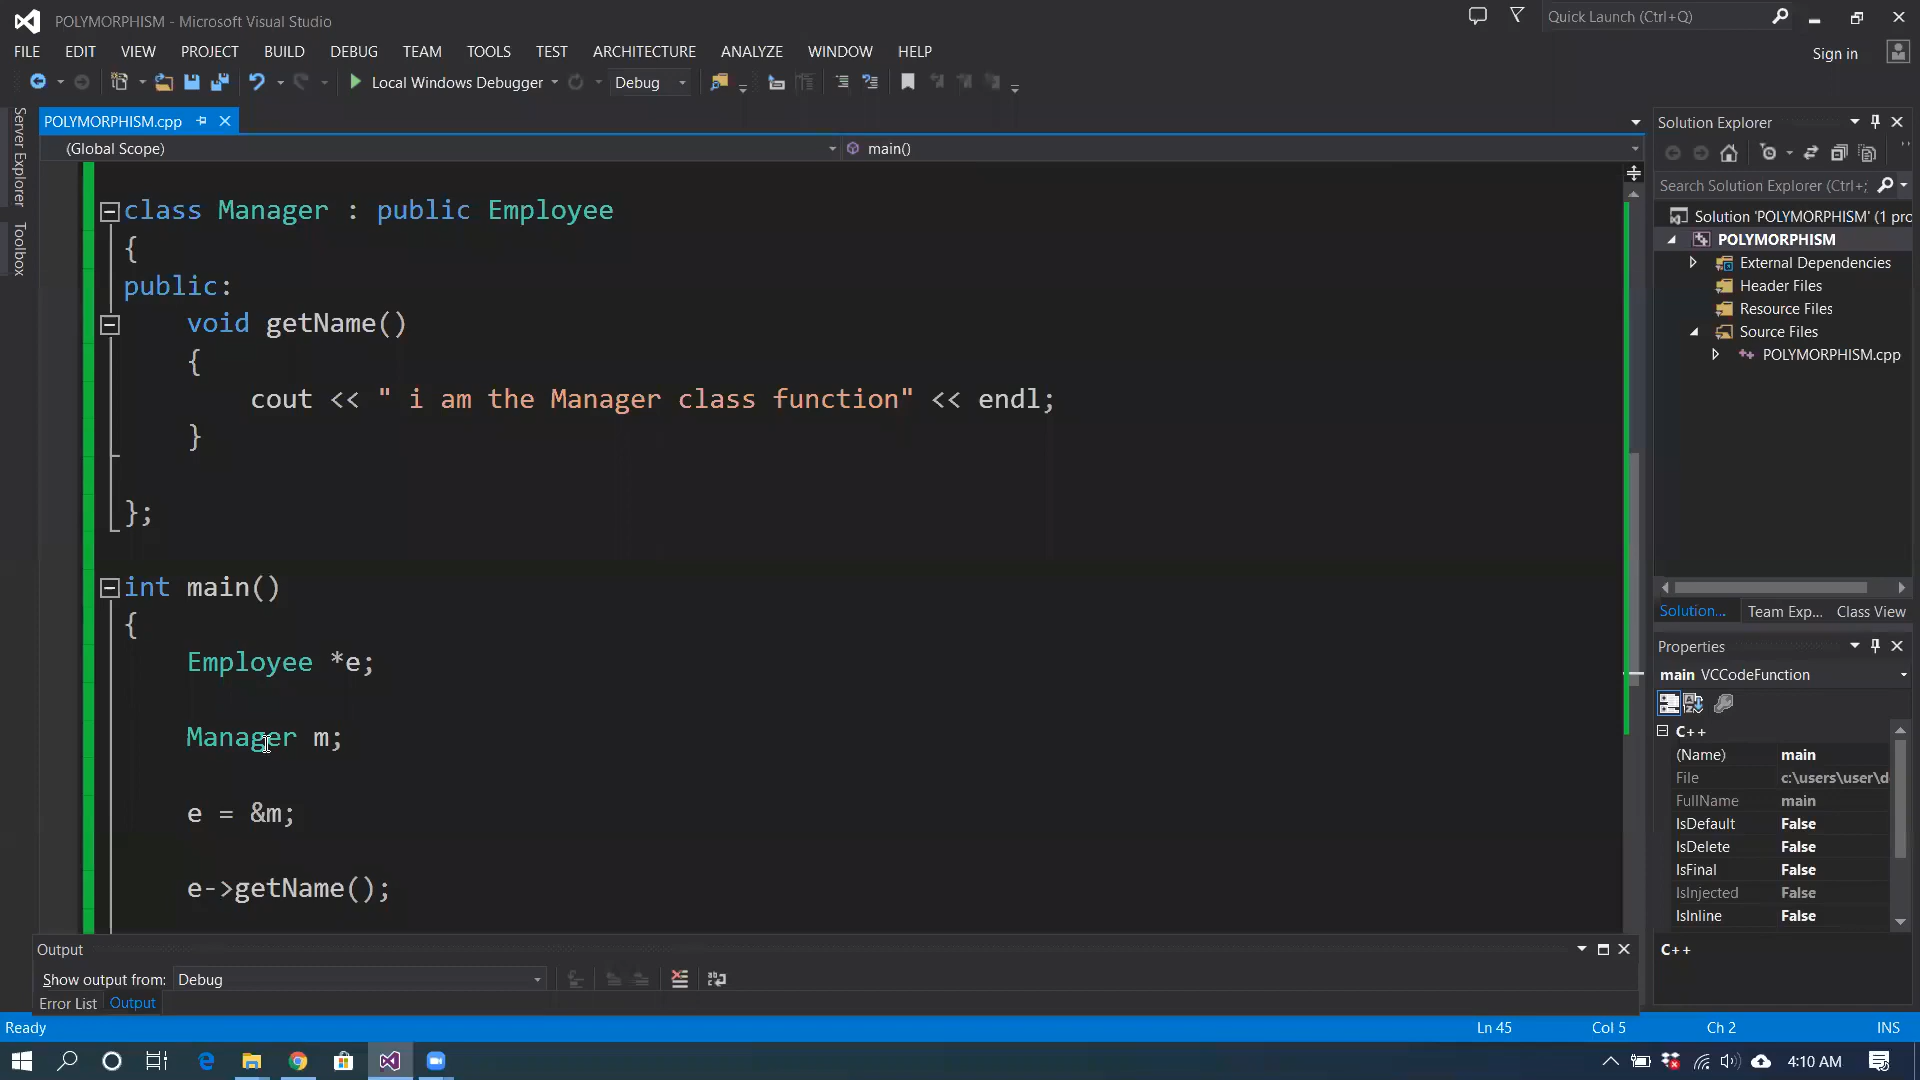 POLYMORPHISM - Microsoft Visual Studio
Quick Launch (Ctrl+Q)
FILE EDIT VIEW PROJECT BUILD DEBUG TEAM TOOLS TEST ARCHITECTURE ANALYZE WINDOW HELP
Sign in
Local Windows Debugger Debug
Server Explorer
Toolbox
POLYMORPHISM.cpp
(Global Scope) main()
class Manager : public Employee
{
public:
void getName()
{
cout << " i am the Manager class function" << endl;
}
};
int main()
{
Employee *e;
Manager m;
e = &m;
e->getName();
Output
Show output from: Debug
Error List Output
Solution Explorer
Search Solution Explorer (Ctrl+;
Solution 'POLYMORPHISM' (1 pro
POLYMORPHISM
External Dependencies
Header Files
Resource Files
Source Files
POLYMORPHISM.cpp
Solution... Team Exp... Class View
Properties
main VCCodeFunction
C++
(Name) main
File c:\users\user\d
FullName main
IsDefault False
IsDelete False
IsFinal False
IsInjected False
IsInline False
C++
Ready Ln 45 Col 5 Ch 2 INS
4:10 AM